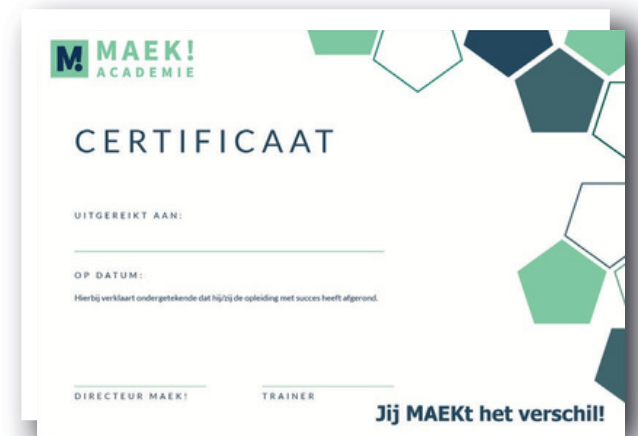 M.
MAEK!
ACADEMIE
CERTIFICAAT
UITGEREIKT AAN:
OP DATUM:
Hierbij verklaart ondergetekende dat hij/zij de opleiding met succes heeft afgerond.
DIRECTEUR MAEK! TRAINER
Jij MAEKt het verschil!